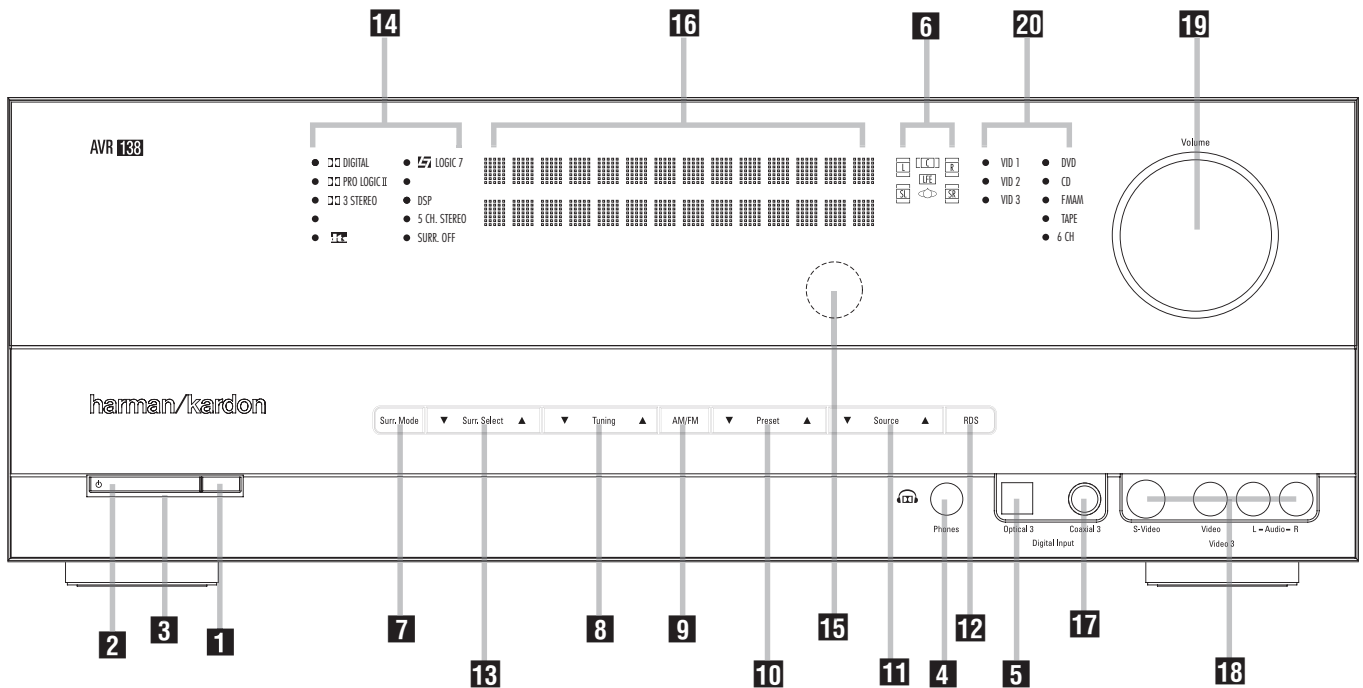 14 16 6 20 19
AVR 138
Volume
DIGITAL
PRO LOGIC II
3 STEREO
dts
LOGIC 7
DSP
5 CH. STEREO
SURR. OFF
L C R
LFE
SL SR
VID 1
VID 2
VID 3
DVD
CD
FMAM
TAPE
6 CH
harman/kardon
Surr. Mode ▼ Surr. Select ▲ ▼ Tuning ▲ AM/FM ▼ Preset ▲ ▼ Source ▲ RDS
Phones Optical 3 Coaxial 3 S-Video Video L – Audio – R
Digital Input Video 3
2 3 1 7 13 8 9 10 15 11 4 12 5 17 18